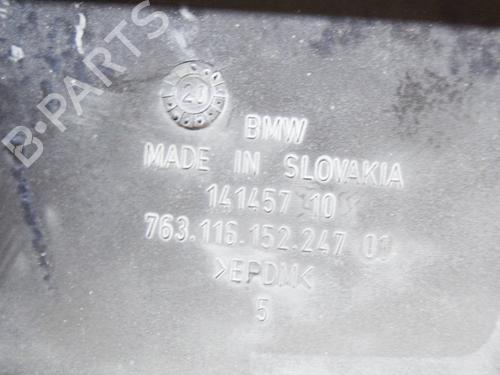 B-PARTS
20
BMW
MADE IN SLOVAKIA
141457 10
763.116.152.247 01
>EPDM<
5